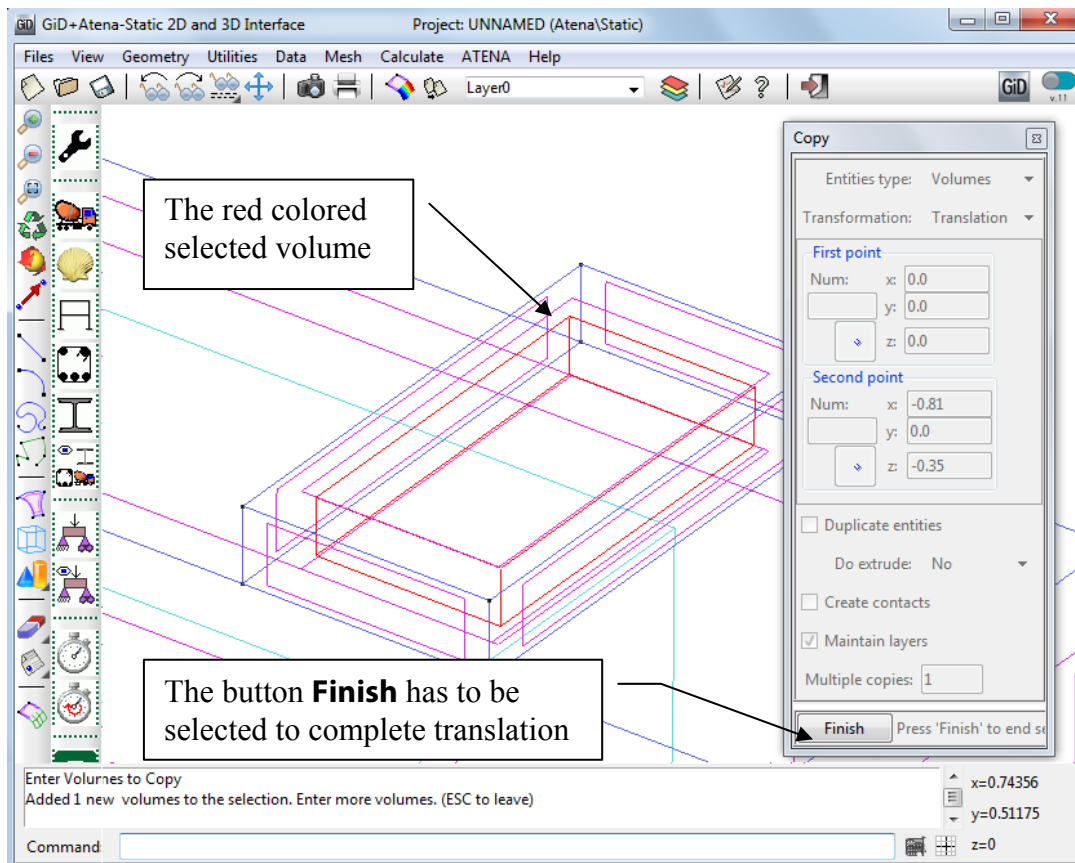 GiD GiD+Atena-Static 2D and 3D Interface Project: UNNAMED (Atena\Static)
Files View Geometry Utilities Data Mesh Calculate ATENA Help
Layer0
GiD
v.11
Copy
Entities type: Volumes
Transformation: Translation
First point
Num: x: 0.0
y: 0.0
z: 0.0
Second point
Num: x: -0.81
y: 0.0
z: -0.35
Duplicate entities
Do extrude: No
Create contacts
Maintain layers
Multiple copies: 1
Finish Press 'Finish' to end se
The red colored
selected volume
The button Finish has to be
selected to complete translation
Enter Volumes to Copy
Added 1 new volumes to the selection. Enter more volumes. (ESC to leave)
x=0.74356
y=0.51175
z=0
Command: